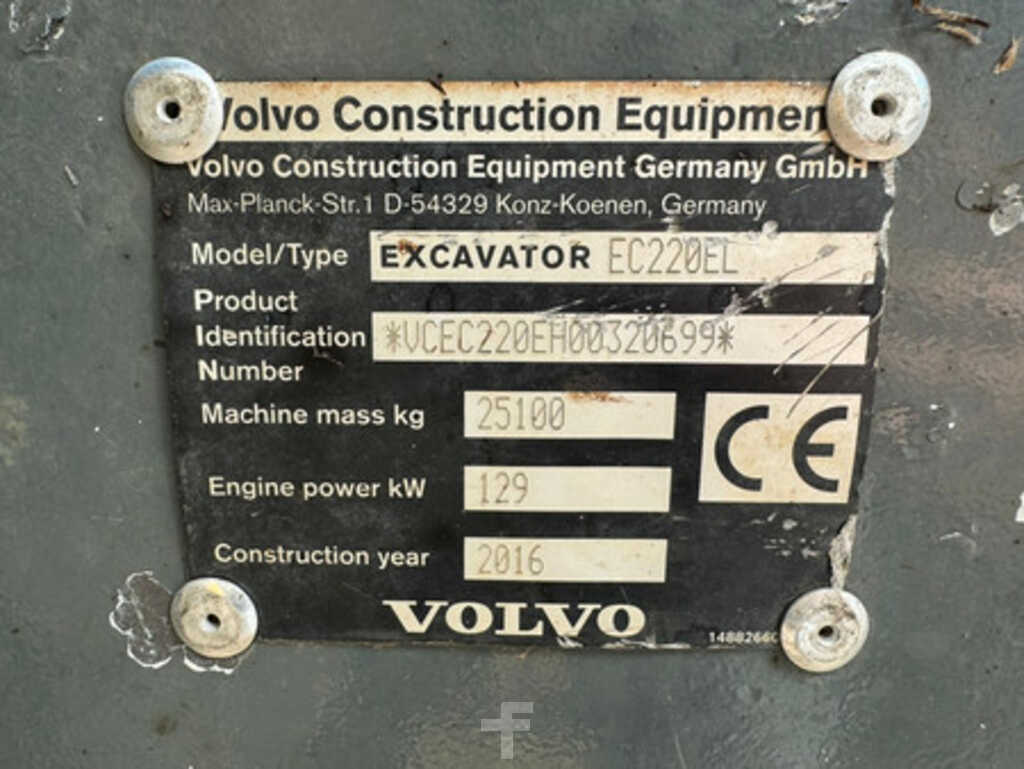 Volvo Construction Equipmen
Volvo Construction Equipment Germany GmbH
Max-Planck-Str.1 D-54329 Konz-Koenen, Germany
Model/Type EXCAVATOR EC220EL
Product
Identification *VCEC220EH00320699*
Number
Machine mass kg 25100
CE
Engine power kW 129
Construction year 2016
VOLVO